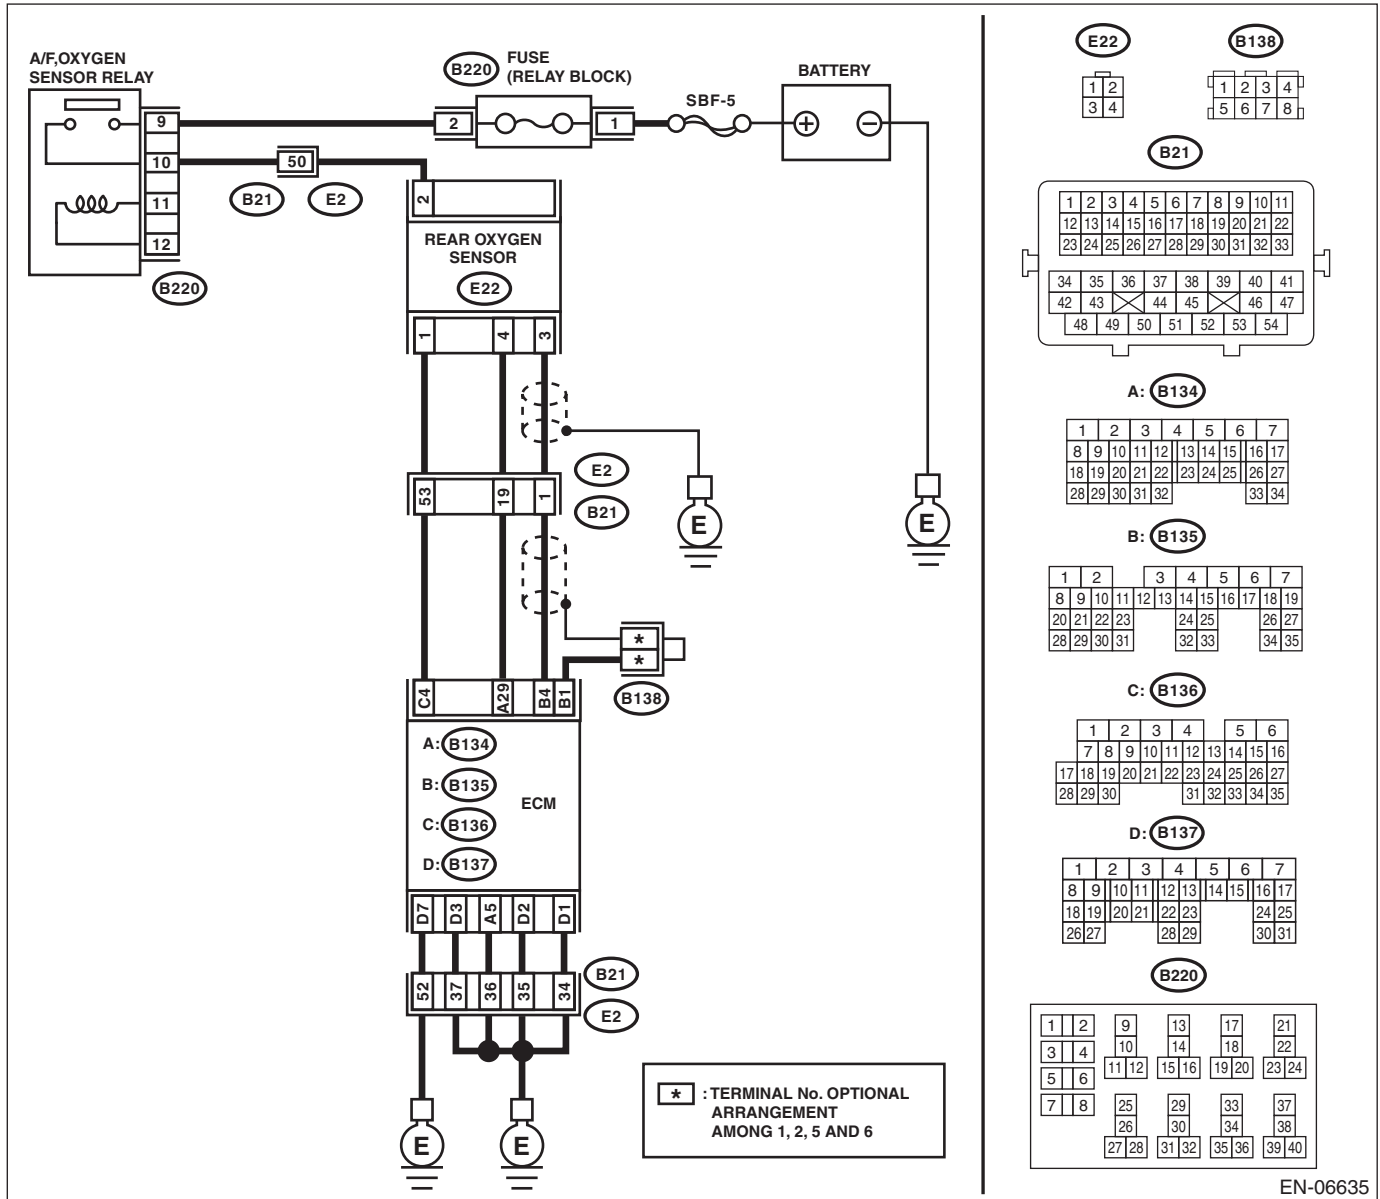 A/F,OXYGEN
SENSOR RELAY
B220
FUSE
(RELAY BLOCK)
BATTERY
SBF-5
9
10
11
12
2
1
+
−
50
B21
E2
B220
2
REAR OXYGEN
SENSOR
E22
1
4
3
E2
B21
53
19
1
E
E
*
*
B138
C4
A29
B4
B1
A: B134
B: B135
C: B136
D: B137
ECM
D7
D3
A5
D2
D1
B21
E2
52
37
36
35
34
E
E
* : TERMINAL No. OPTIONAL
ARRANGEMENT
AMONG 1, 2, 5 AND 6
E22
1 2
3 4
B138
1 2 3 4
5 6 7 8
B21
1 2 3 4 5 6 7 8 9 10 11
12 13 14 15 16 17 18 19 20 21 22
23 24 25 26 27 28 29 30 31 32 33
34 35 36 37 38 39 40 41
42 43 44 45 46 47
48 49 50 51 52 53 54
A: B134
1 2 3 4 5 6 7
8 9 10 11 12 13 14 15 16 17
18 19 20 21 22 23 24 25 26 27
28 29 30 31 32 33 34
B: B135
1 2 3 4 5 6 7
8 9 10 11 12 13 14 15 16 17 18 19
20 21 22 23 24 25 26 27
28 29 30 31 32 33 34 35
C: B136
1 2 3 4 5 6
7 8 9 10 11 12 13 14 15 16
17 18 19 20 21 22 23 24 25 26 27
28 29 30 31 32 33 34 35
D: B137
1 2 3 4 5 6 7
8 9 10 11 12 13 14 15 16 17
18 19 20 21 22 23 24 25
26 27 28 29 30 31
B220
1 2 9 13 17 21
3 4 10 14 18 22
11 12 15 16 19 20 23 24
5 6
7 8 25 29 33 37
26 30 34 38
27 28 31 32 35 36 39 40
EN-06635